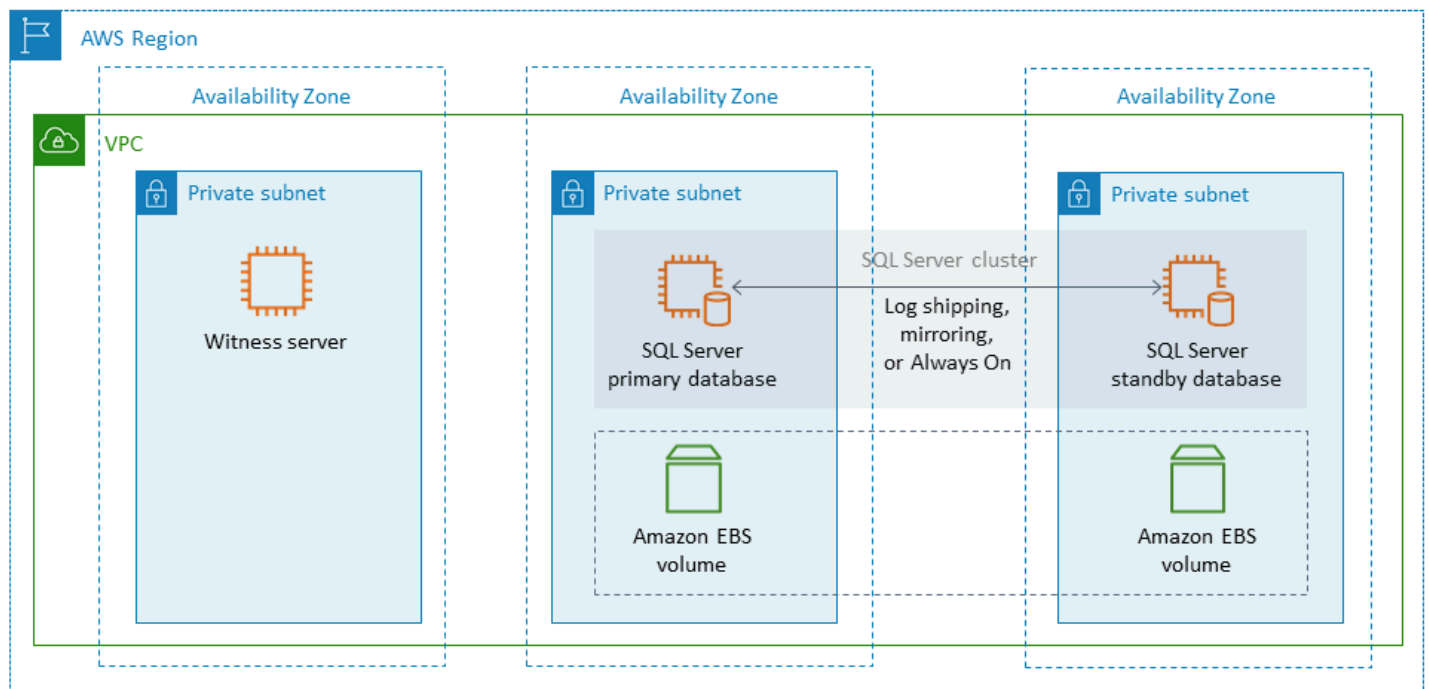 AWS Region
Availability Zone
Availability Zone
Availability Zone
VPC
Private subnet
Private subnet
Private subnet
Witness server
SQL Server cluster
Log shipping,
mirroring,
or Always On
SQL Server
primary database
SQL Server
standby database
Amazon EBS
volume
Amazon EBS
volume